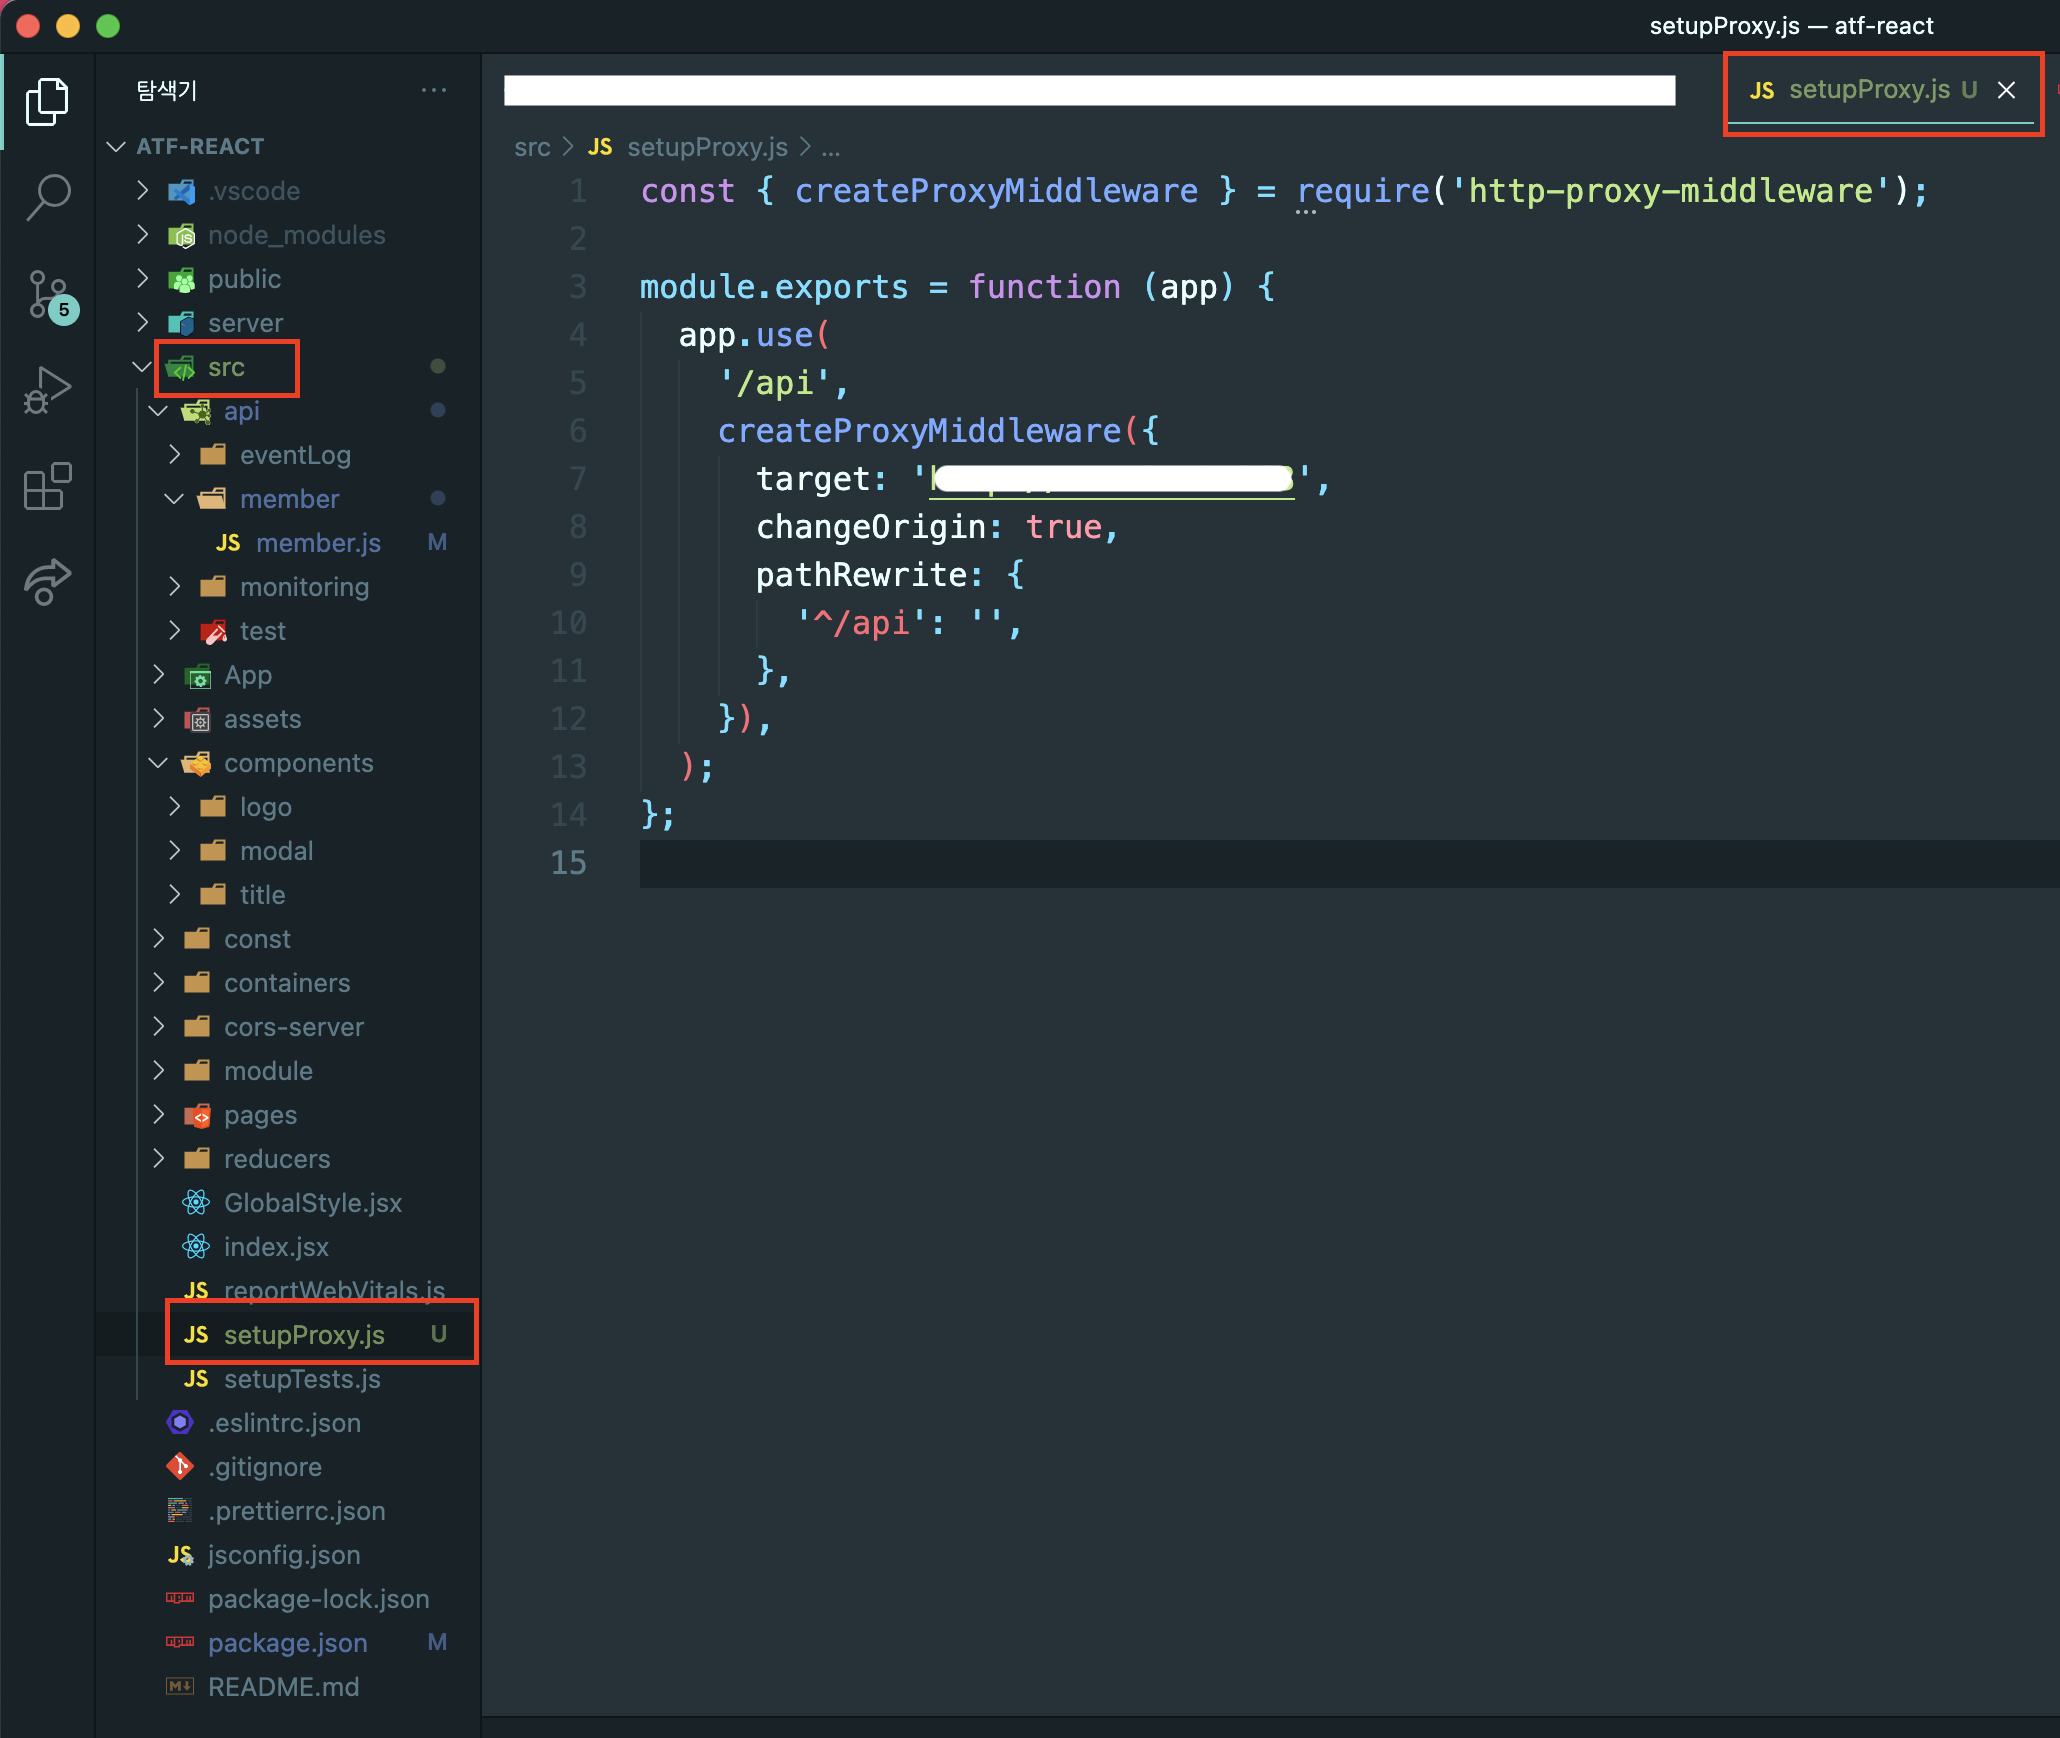 setupProxy.js — atf-react
탐색기
ATF-REACT
.vscode
node_modules
public
server
src
api
eventLog
member
JS member.js M
monitoring
test
App
assets
components
logo
modal
title
const
containers
cors-server
module
pages
reducers
GlobalStyle.jsx
index.jsx
JS reportWebVitals.js
JS setupProxy.js U
JS setupTests.js
.eslintrc.json
.gitignore
.prettierrc.json
JS jsconfig.json
package-lock.json
package.json M
README.md
5
JS setupProxy.js U
src > JS setupProxy.js > ...
1 const { createProxyMiddleware } = require('http-proxy-middleware');
2
3 module.exports = function (app) {
4 app.use(
5 '/api',
6 createProxyMiddleware({
7 target: '',
8 changeOrigin: true,
9 pathRewrite: {
10 '^/api': '',
11 },
12 }),
13 );
14 };
15